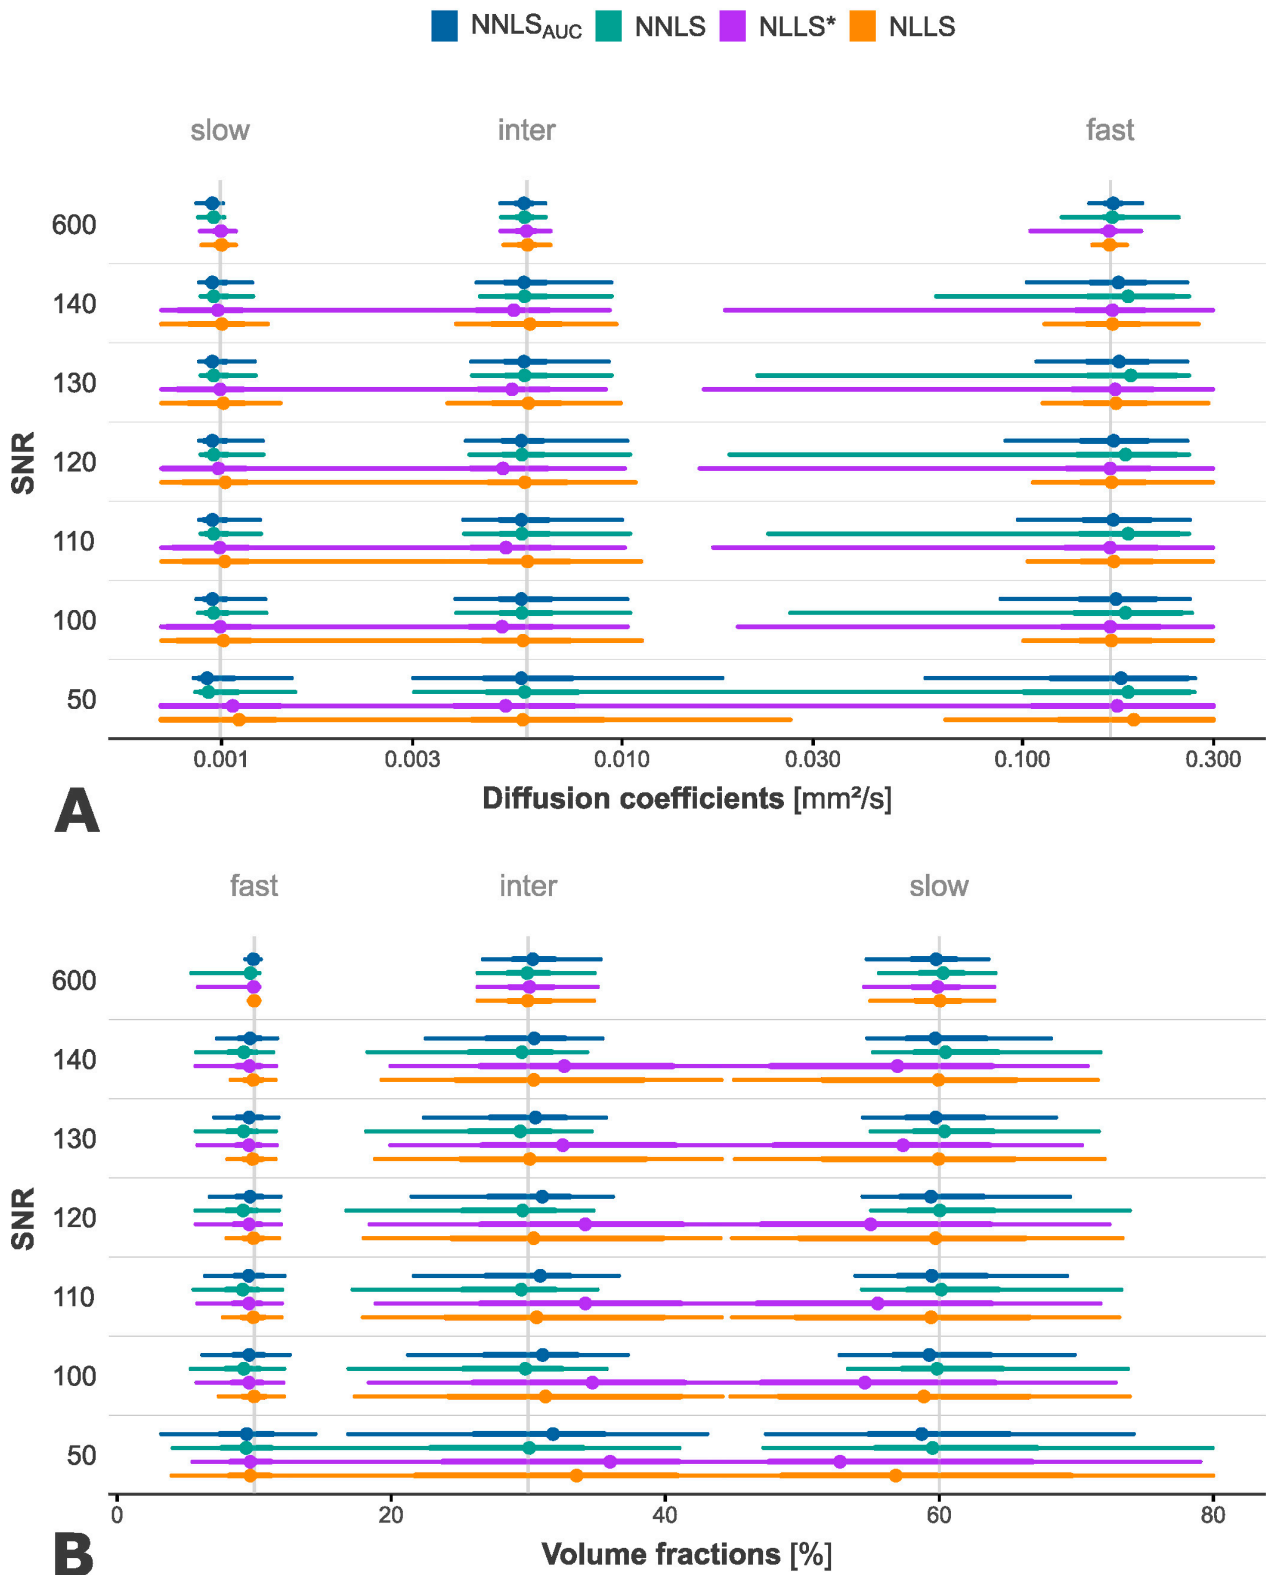 NNLSAUC NNLS NLLS* NLLS
slow inter fast
600
140
130
120
110
100
50
SNR
0.001 0.003 0.010 0.030 0.100 0.300
Diffusion coefficients [mm²/s]
A
fast inter slow
600
140
130
120
110
100
50
SNR
0 20 40 60 80
Volume fractions [%]
B